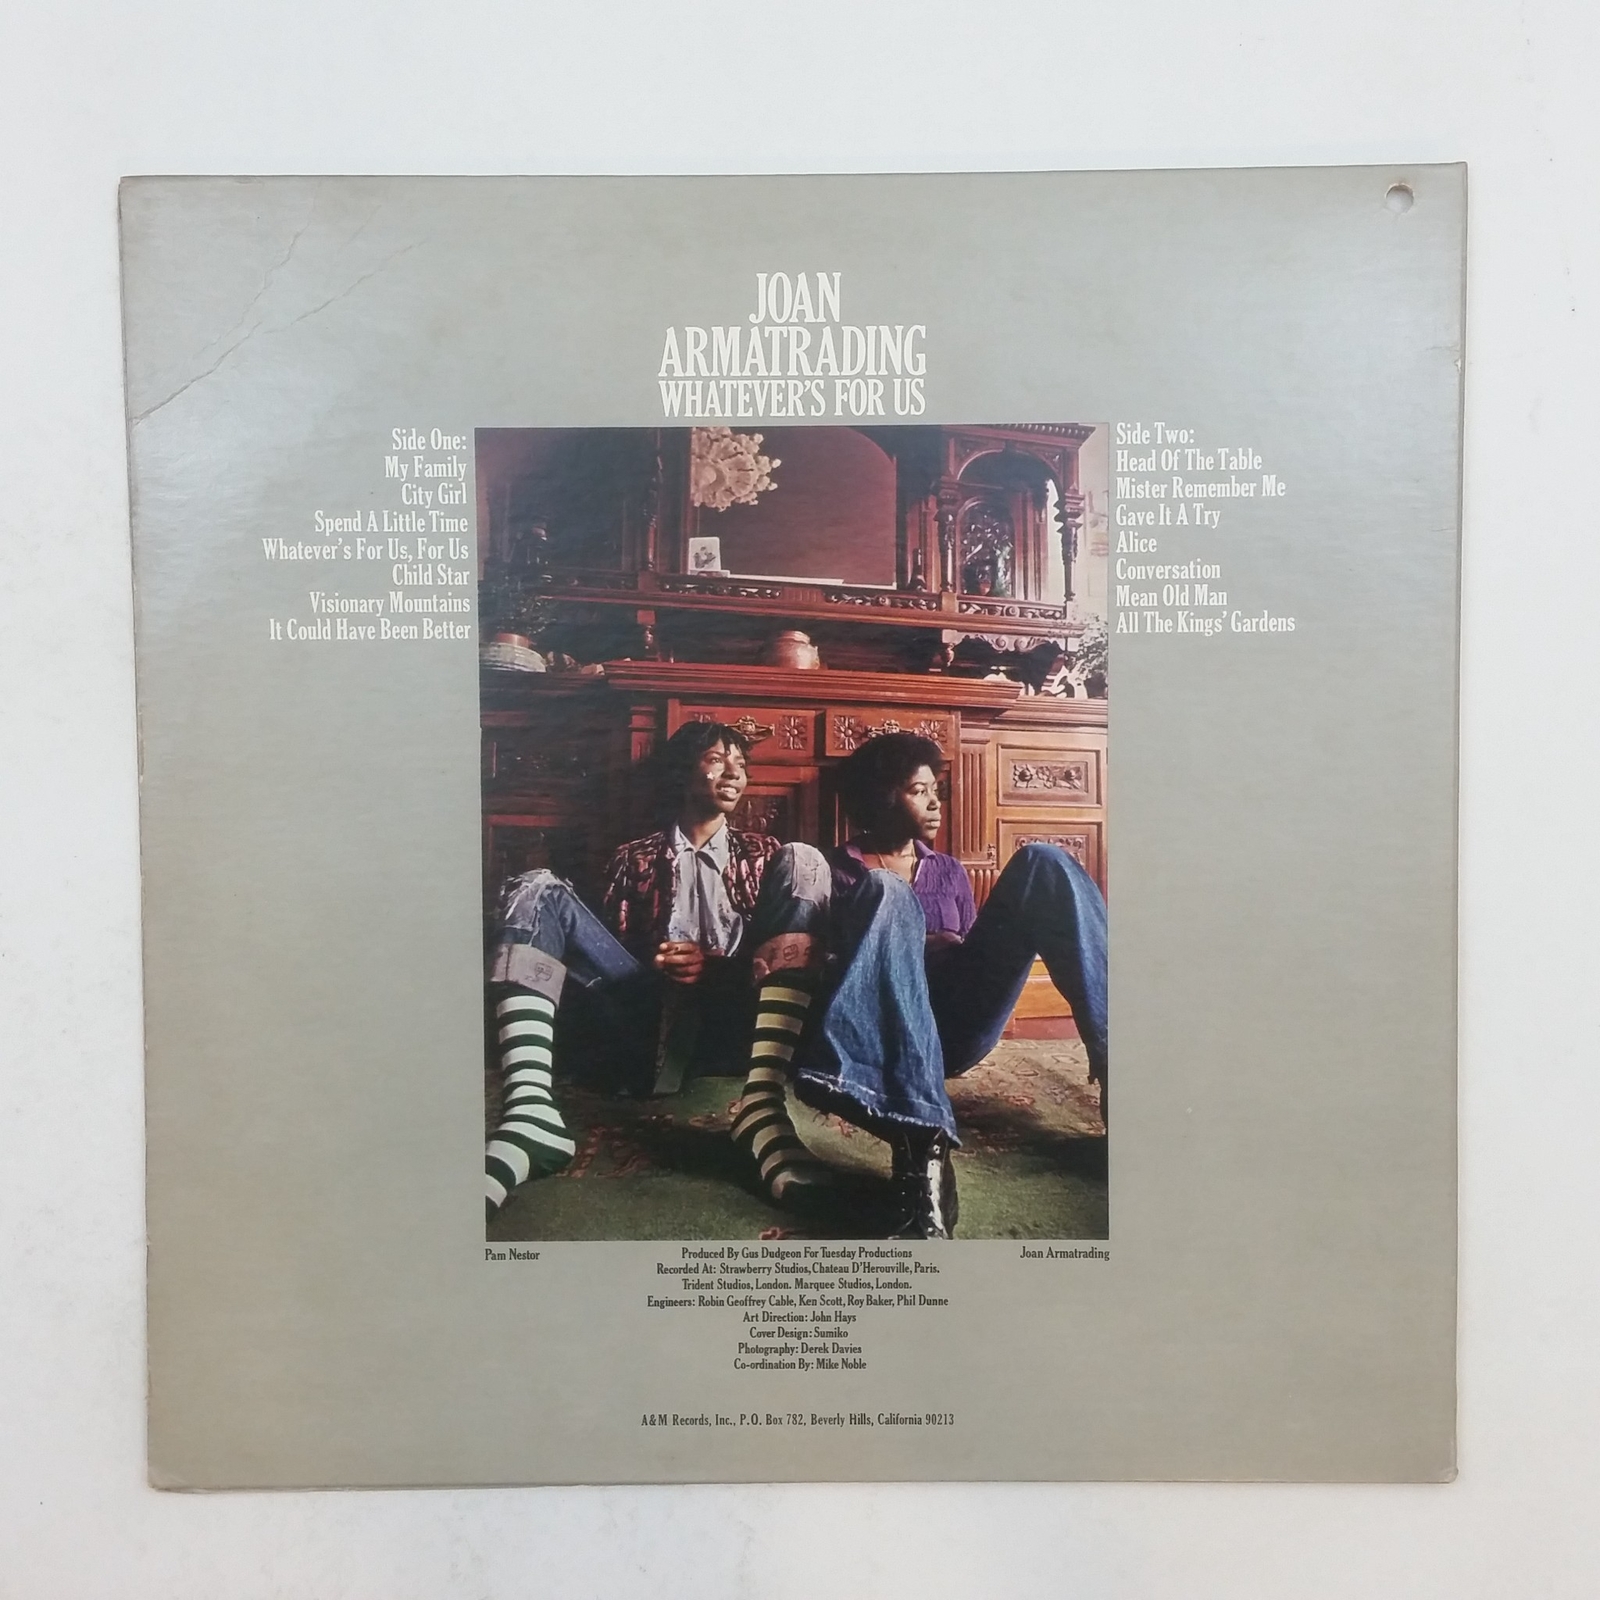 JOAN
ARMATRADING
WHATEVER'S FOR US
Side One:
My Family
City Girl
Spend A Little Time
Whatever's For Us, For Us
Child Star
Visionary Mountains
It Could Have Been Better
Side Two:
Head Of The Table
Mister Remember Me
Gave It A Try
Alice
Conversation
Mean Old Man
All The Kings' Gardens
Pam Nestor
Joan Armatrading
Produced By Gus Dudgeon For Tuesday Productions
Recorded At: Strawberry Studios, Chateau D'Herouville, Paris.
Trident Studios, London. Marquee Studios, London.
Engineers: Robin Geoffrey Cable, Ken Scott, Roy Baker, Phil Dunne
Art Direction: John Hays
Cover Design: Sumiko
Photography: Derek Davies
Co-ordination By: Mike Noble
A&M Records, Inc., P.O. Box 782, Beverly Hills, California 90213